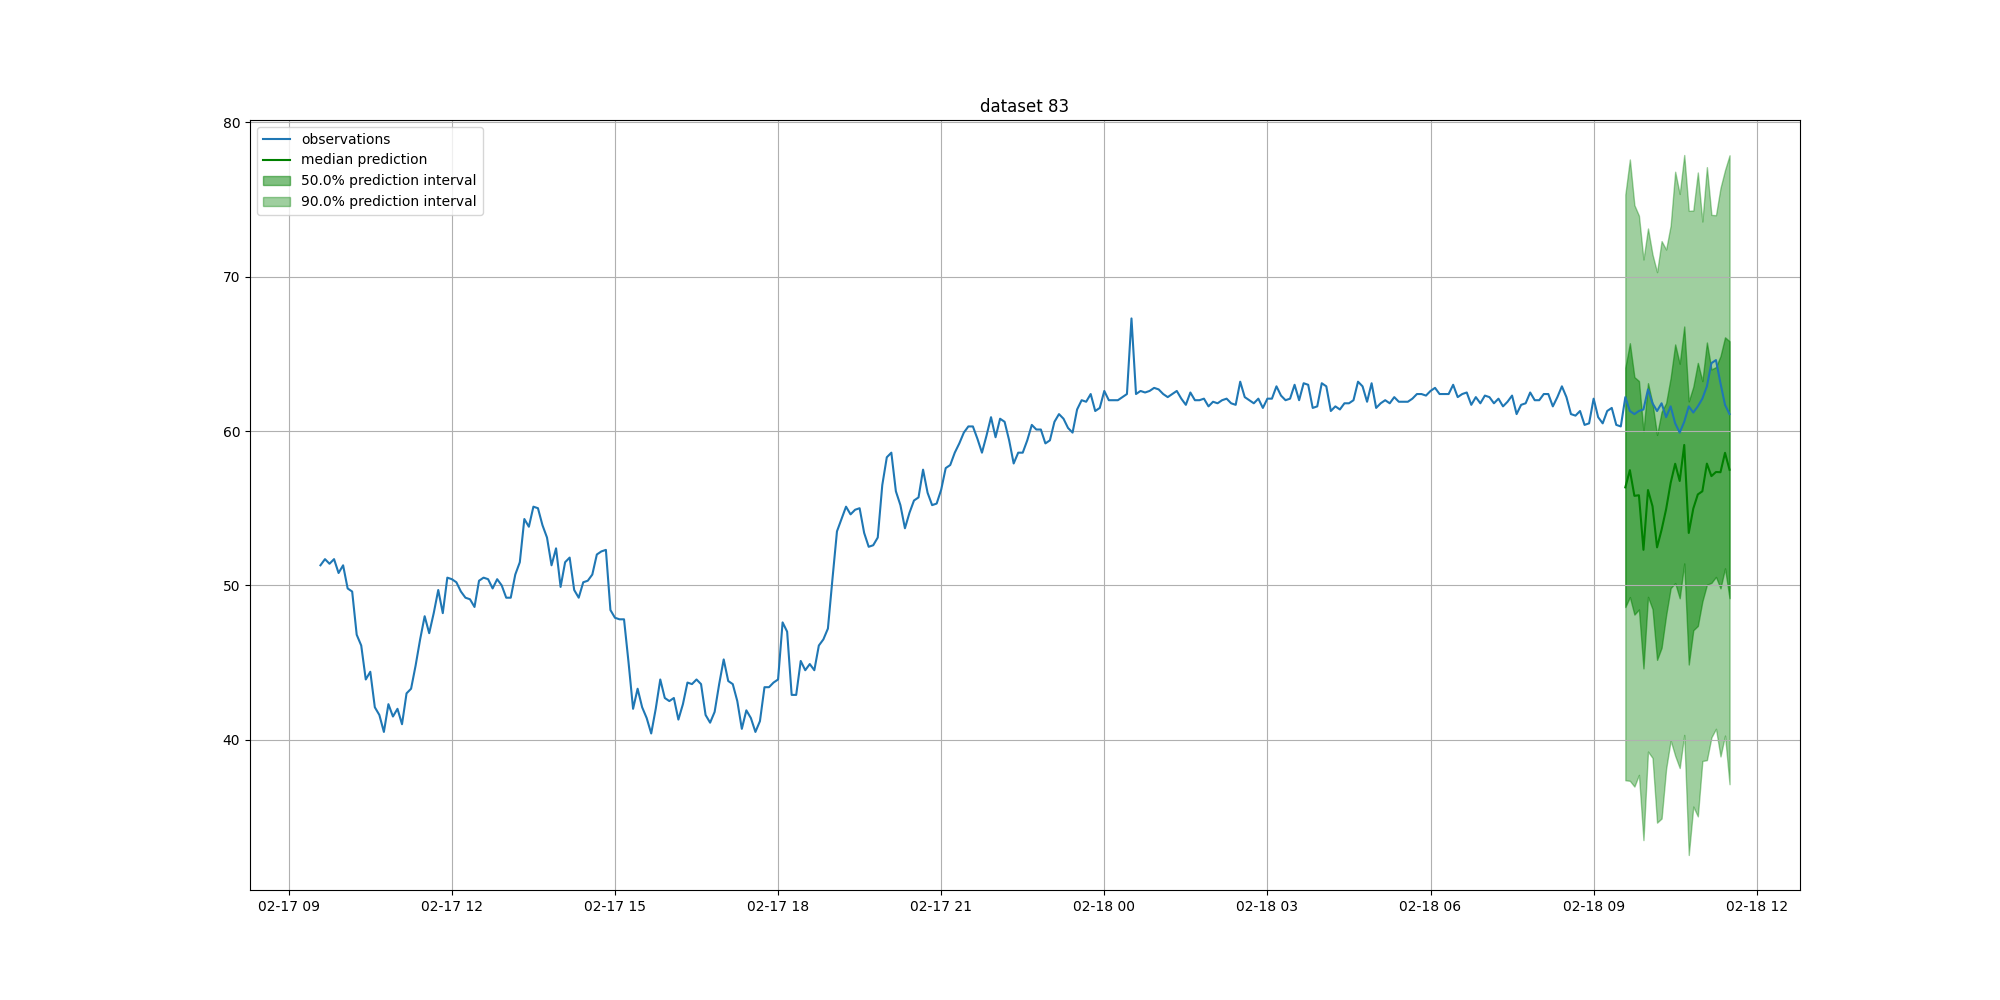 dataset 83
80
70
60
50
40
observations
median prediction
50.0% prediction interval
90.0% prediction interval
02-17 09 02-17 12 02-17 15 02-17 18 02-17 21 02-18 00 02-18 03 02-18 06 02-18 09 02-18 12